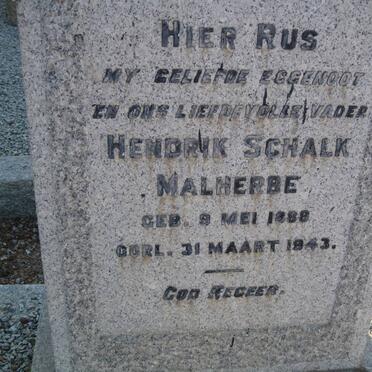 HIER RUS
MY GELIEFDE EGGENOOT
EN ONS LIEFDEVOLLE VADER
HENDRIK SCHALK
MALHERBE
GEB. 9 MEI 1888
OORL. 31 MAART 1943.
GOD REGEER.